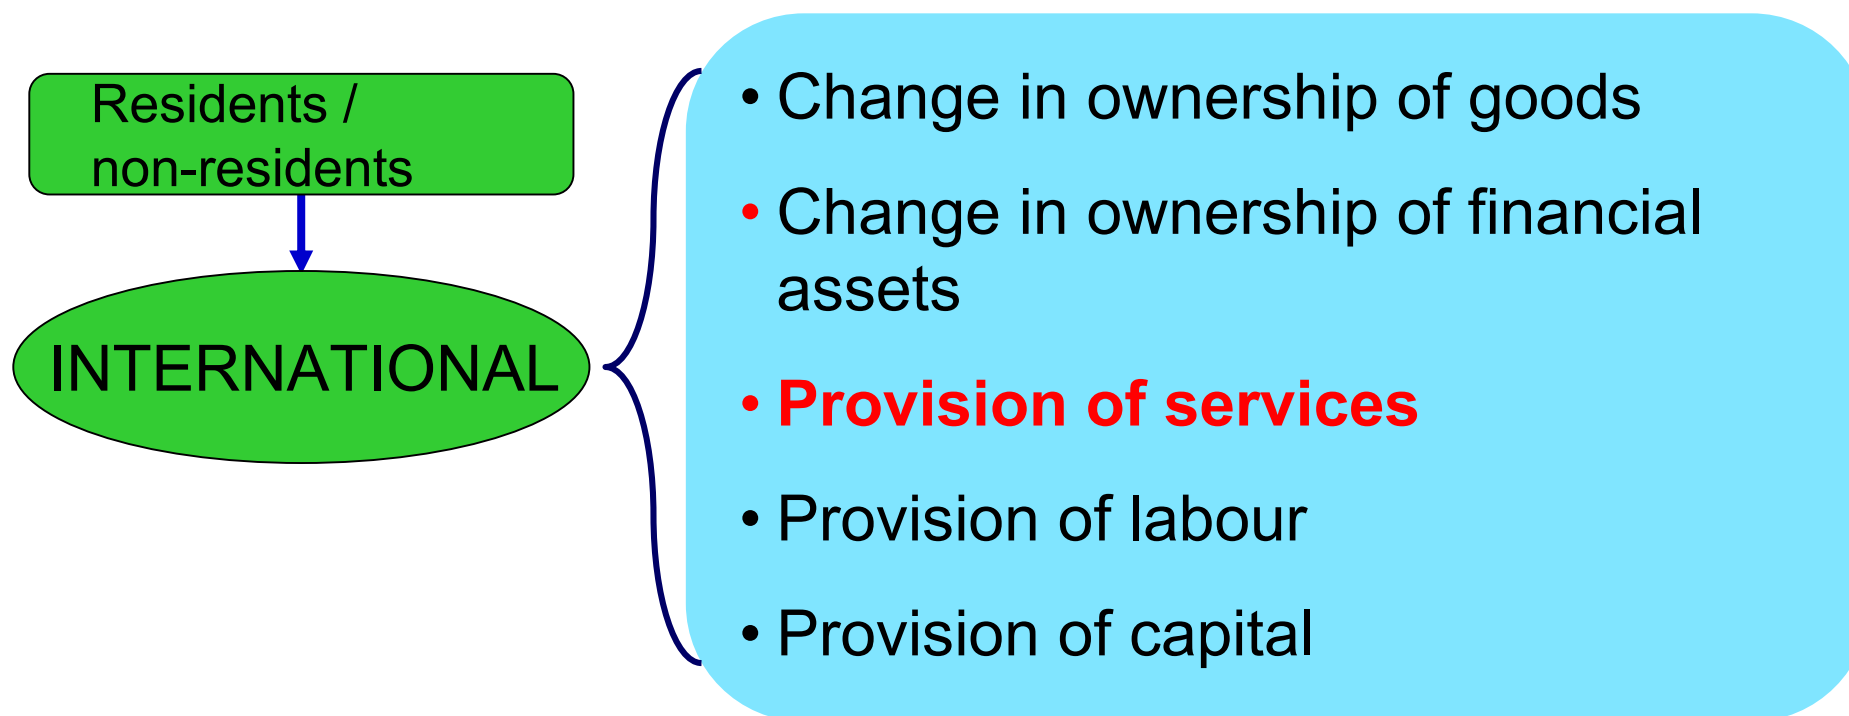 Residents /
non-residents
INTERNATIONAL
• Change in ownership of goods
• Change in ownership of financial
assets
• Provision of services
• Provision of labour
• Provision of capital